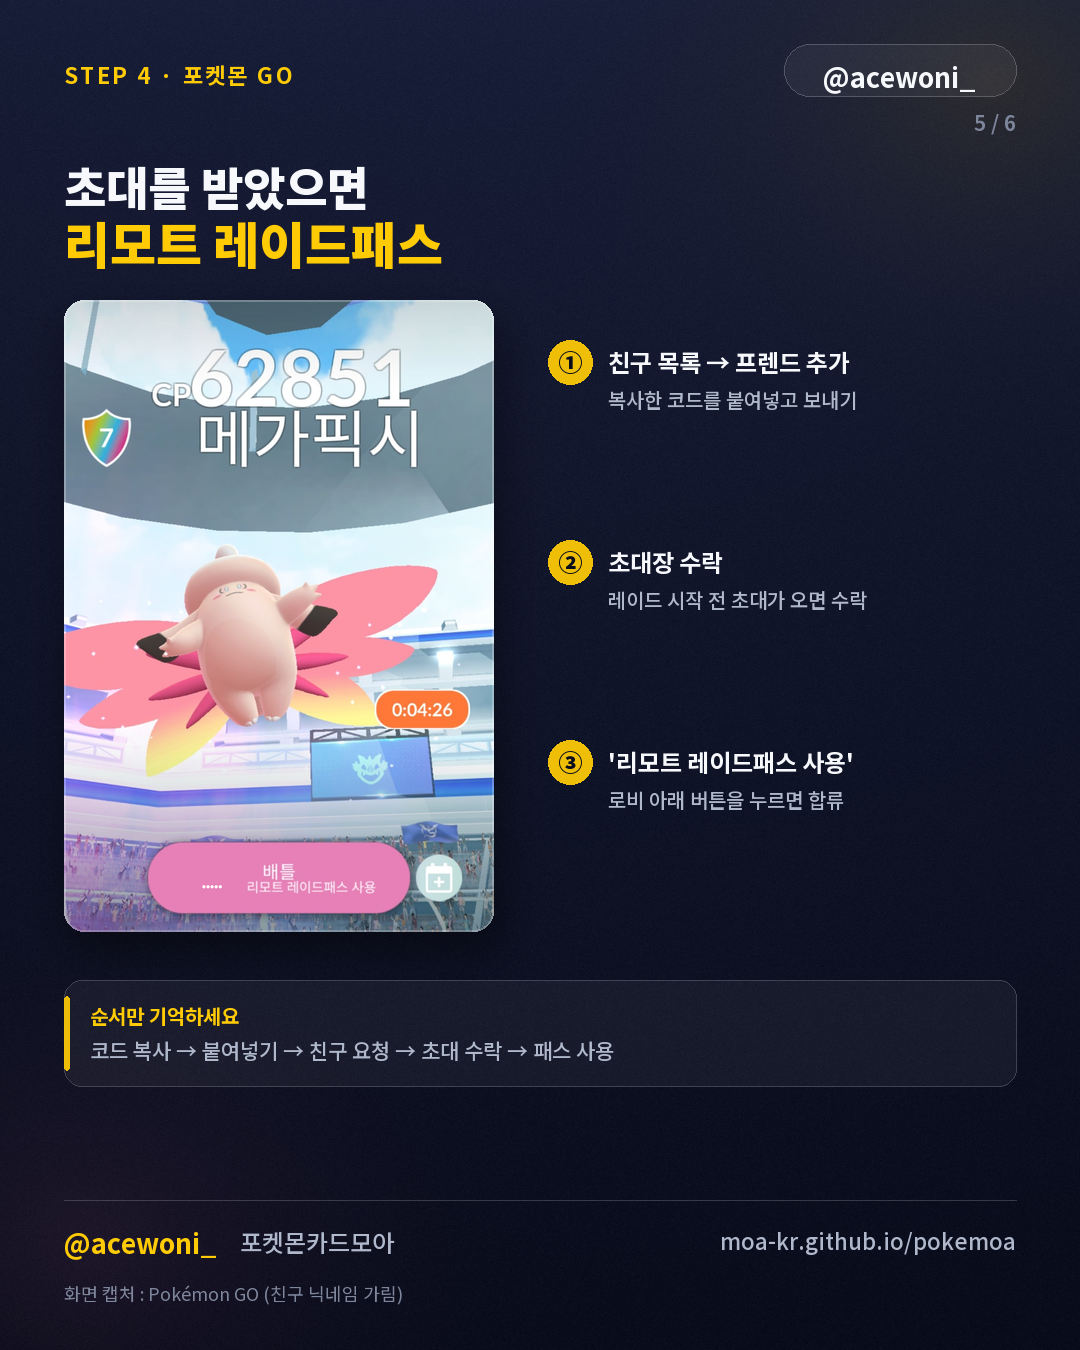 STEP 4 · 포켓몬 GO
@acewoni_
5 / 6
초대를 받았으면
리모트 레이드패스
CP62851
메가픽시
7
0:04:26
배틀
••••• 리모트 레이드패스 사용
① 친구 목록 → 프렌드 추가
복사한 코드를 붙여넣고 보내기
② 초대장 수락
레이드 시작 전 초대가 오면 수락
③ '리모트 레이드패스 사용'
로비 아래 버튼을 누르면 합류
순서만 기억하세요
코드 복사 → 붙여넣기 → 친구 요청 → 초대 수락 → 패스 사용
@acewoni_ 포켓몬카드모아
moa-kr.github.io/pokemoa
화면 캡처 : Pokémon GO (친구 닉네임 가림)